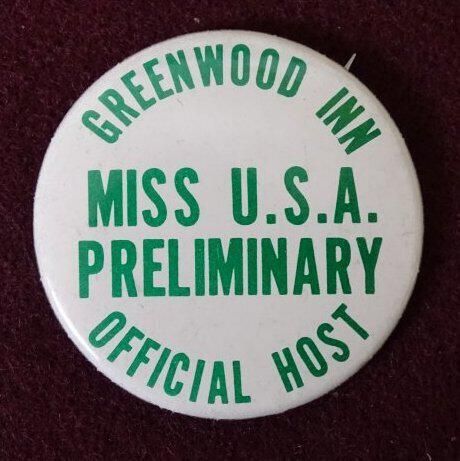 GREENWOOD INN
MISS U.S.A.
PRELIMINARY
OFFICIAL HOST